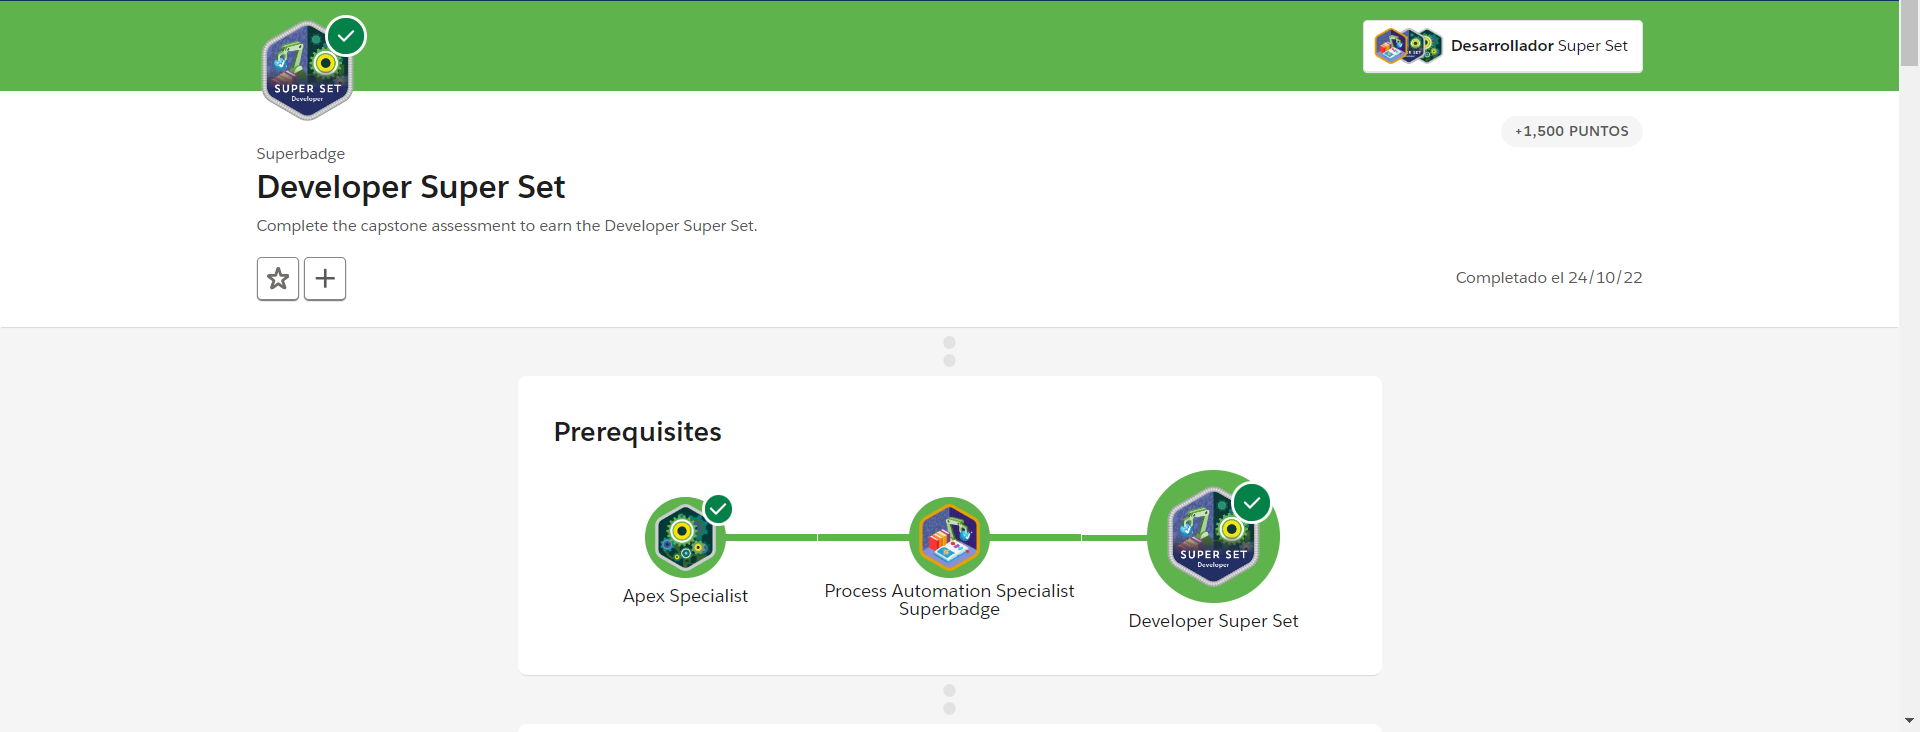 SUPER SET
Developer
Desarrollador Super Set
+1,500 PUNTOS
Superbadge
Developer Super Set
Complete the capstone assessment to earn the Developer Super Set.
Completado el 24/10/22
Prerequisites
SUPER SET
Developer
Apex Specialist
Process Automation Specialist
Superbadge
Developer Super Set